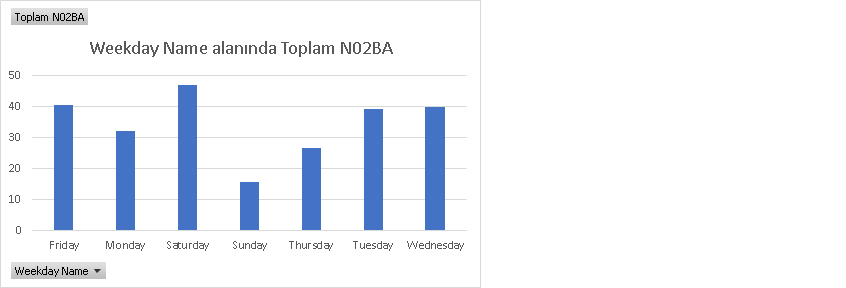 Toplam N02BA
Weekday Name alanında Toplam N02BA
50
40
30
20
10
0
Friday Monday Saturday Sunday Thursday Tuesday Wednesday
Weekday Name